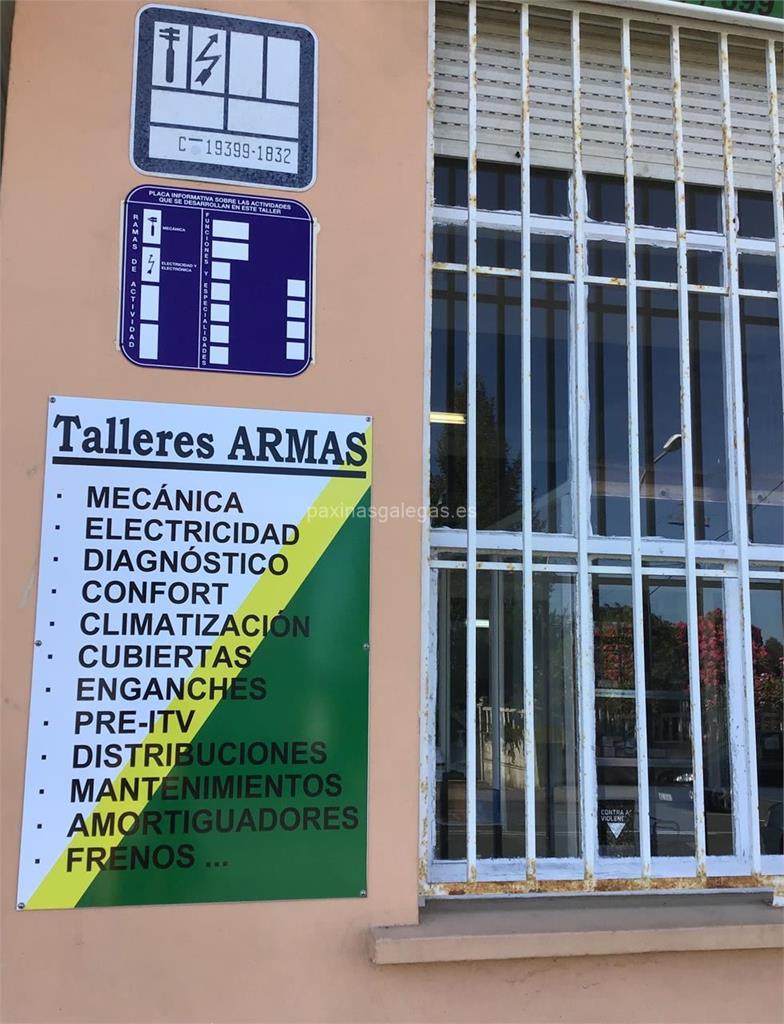 C-19399-1832
PLACA INFORMATIVA SOBRE LAS ACTIVIDADES
QUE SE DESARROLLAN EN ESTE TALLER
RAMAS DE ACTIVIDAD
MECÁNICA
ELECTRICIDAD Y
ELECTRÓNICA
FUNCIONES Y ESPECIALIDADES
Talleres ARMAS
· MECÁNICA
· ELECTRICIDAD
· DIAGNÓSTICO
· CONFORT
· CLIMATIZACIÓN
· CUBIERTAS
· ENGANCHES
· PRE-ITV
· DISTRIBUCIONES
· MANTENIMIENTOS
· AMORTIGUADORES
· FRENOS ...
paxinasgalegas.es
CONTRA A